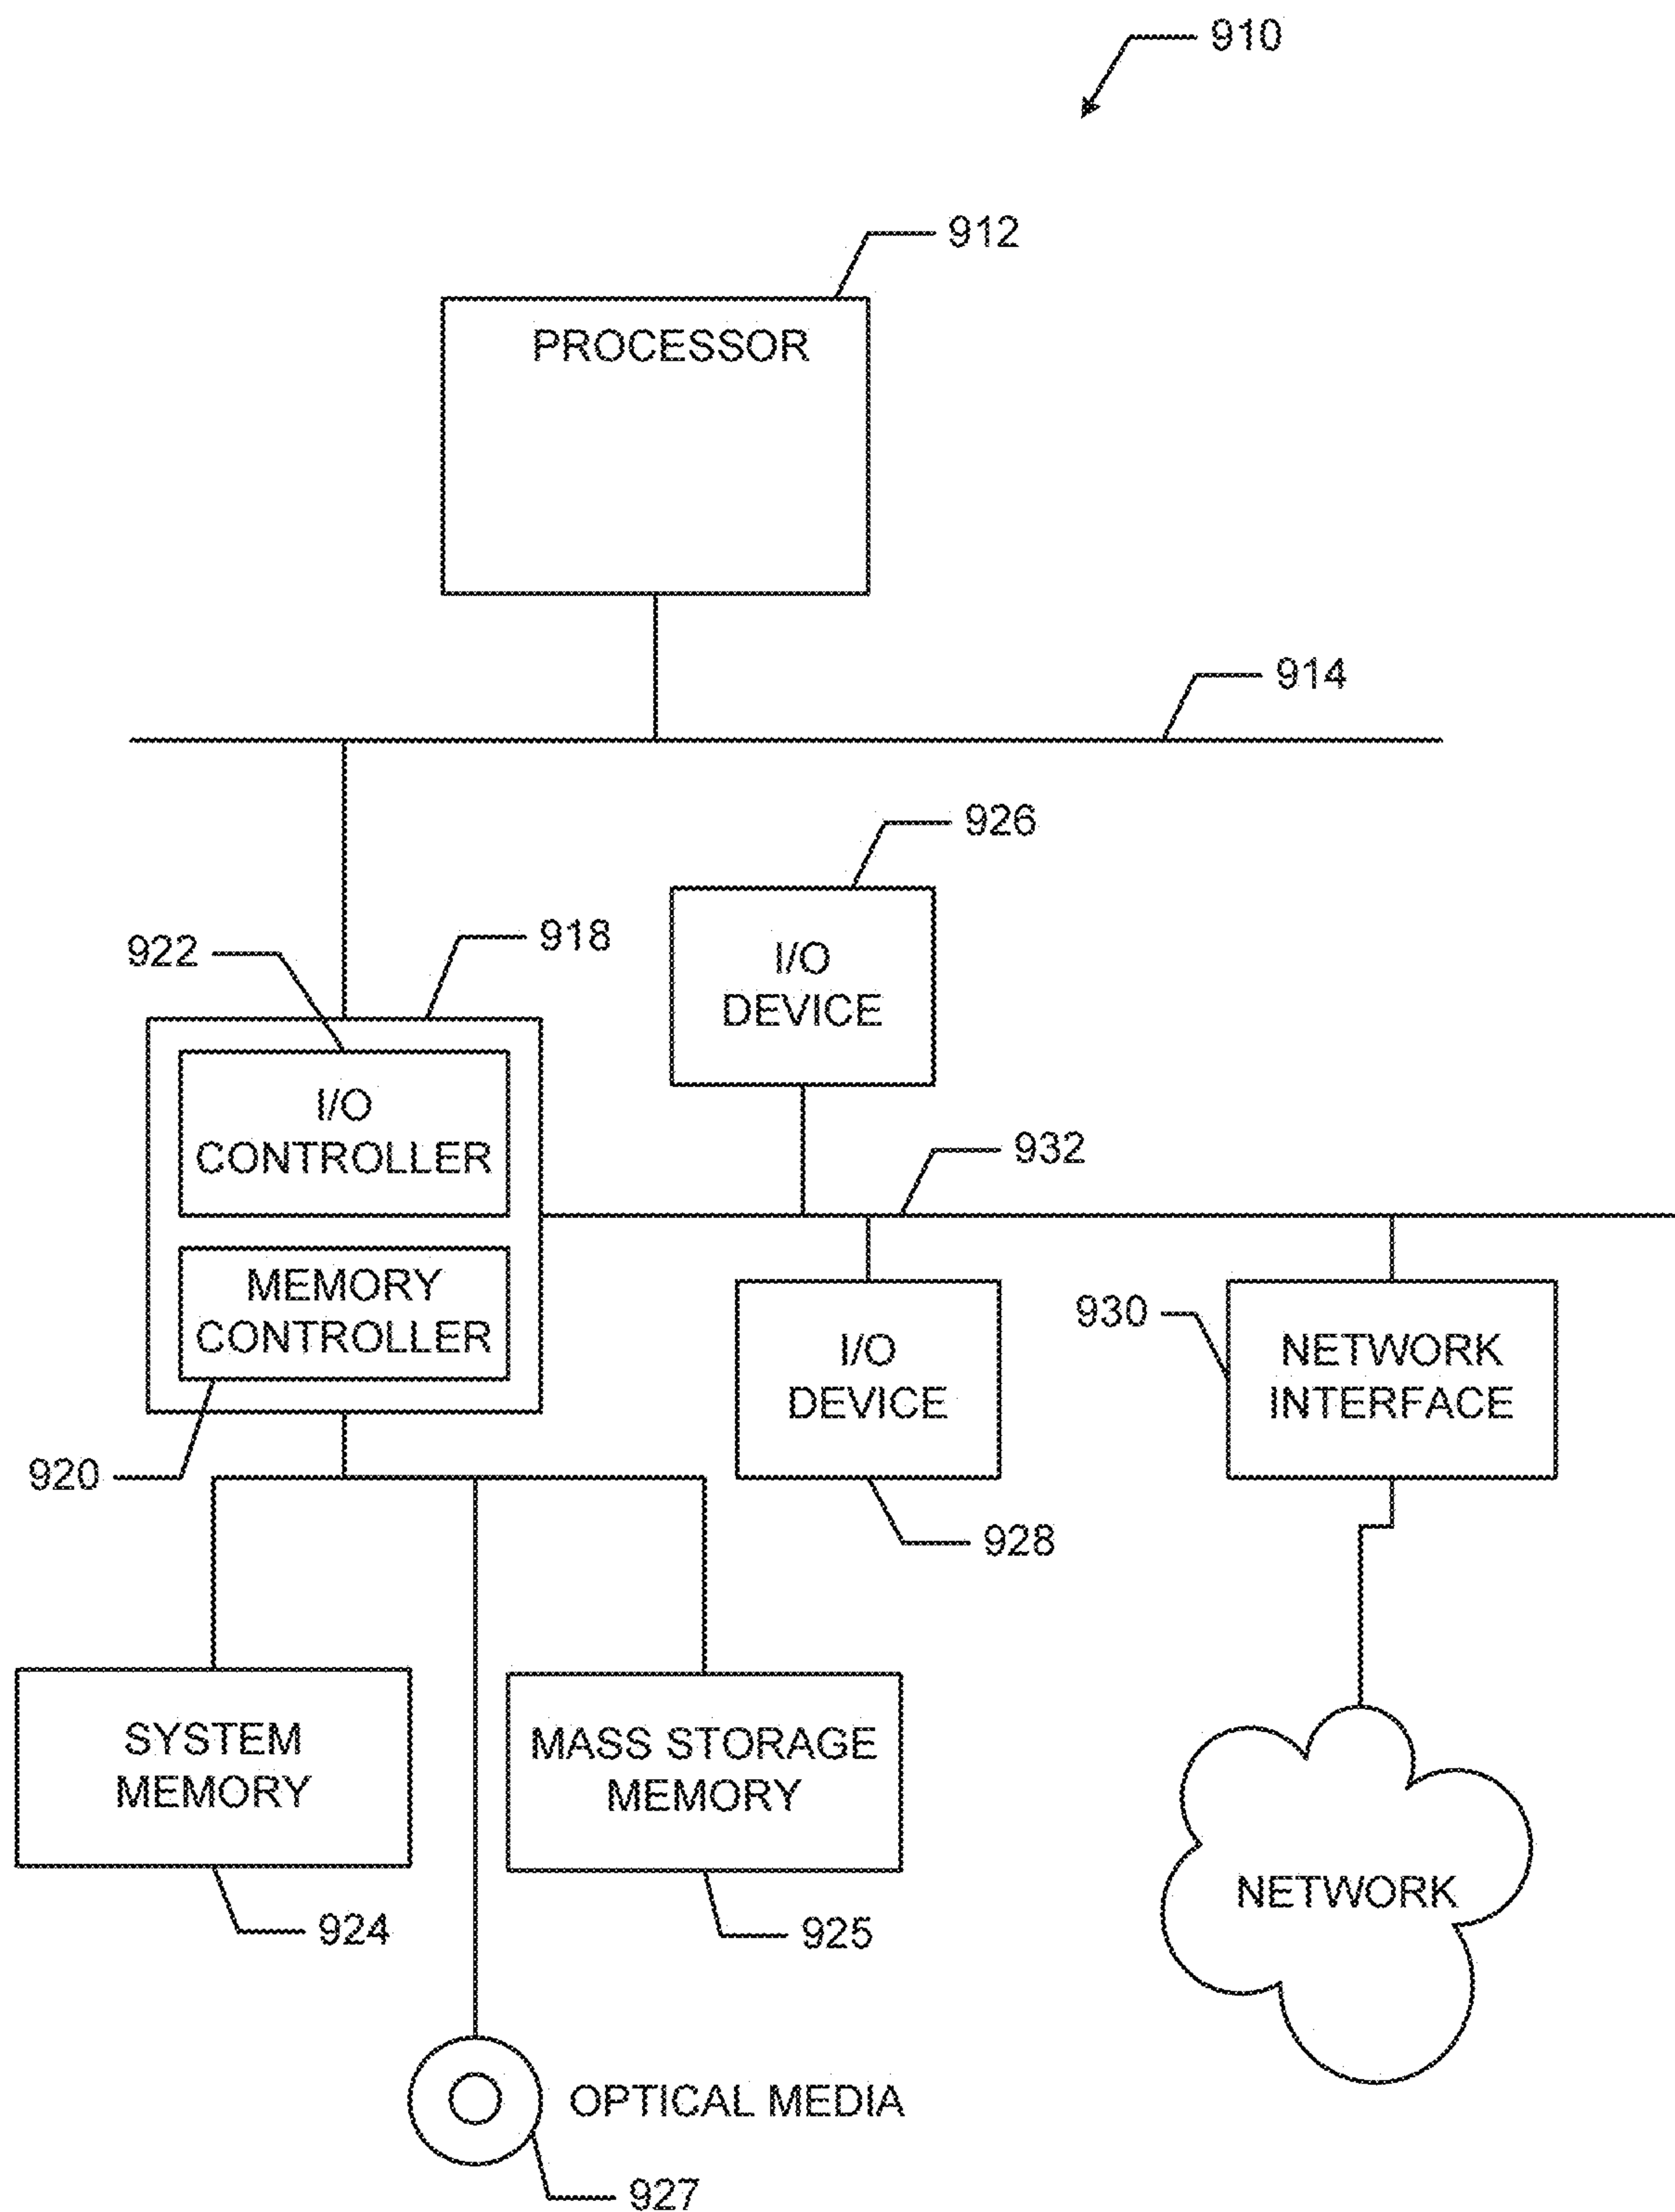 910
912
PROCESSOR
914
926
922
918
I/O
DEVICE
I/O
CONTROLLER
932
MEMORY
CONTROLLER
930
I/O
DEVICE
NETWORK
INTERFACE
920
928
SYSTEM
MEMORY
MASS STORAGE
MEMORY
NETWORK
924
925
OPTICAL MEDIA
927